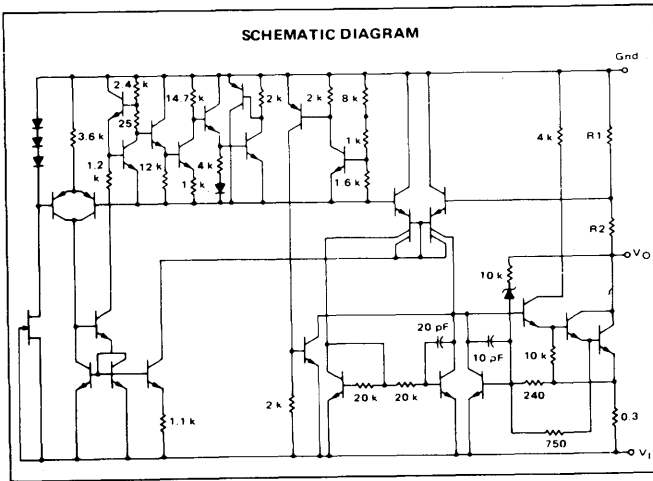 SCHEMATIC DIAGRAM
Gnd
2.4 k
14.7 k
2 k
2 k
8 k
3.6 k
25
4 k
R1
1 k
1.2 k
12 k
4 k
1.6 k
1 k
R2
VO
10 k
20 pF
10 pF
10 k
20 k
20 k
240
2 k
1.1 k
0.3
750
VI